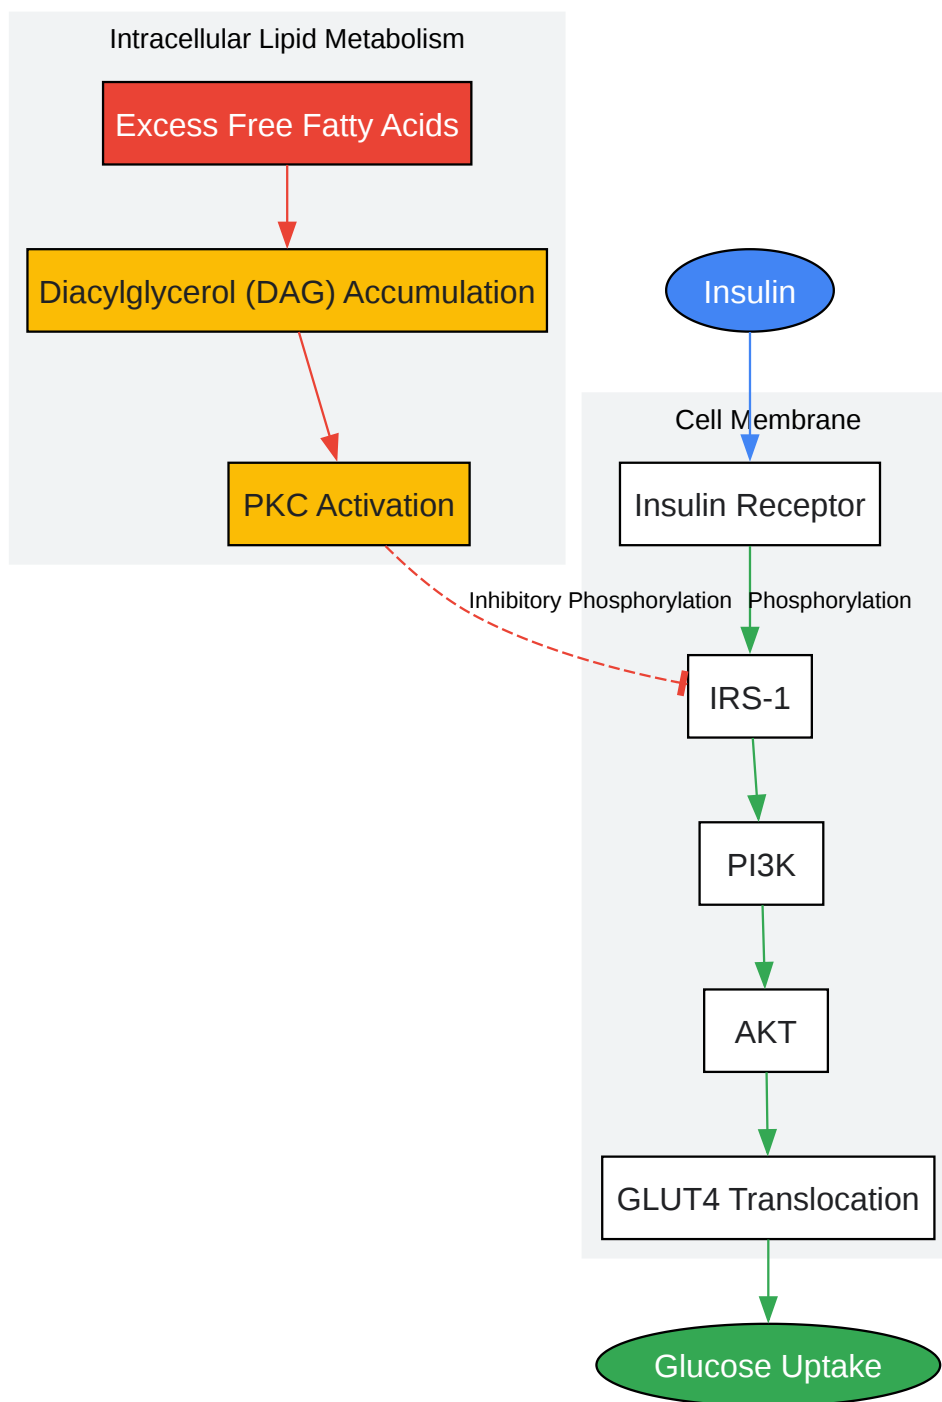 Intracellular Lipid Metabolism
Excess Free Fatty Acids
Diacylglycerol (DAG) Accumulation
PKC Activation
Insulin
Cell Membrane
Insulin Receptor
Inhibitory Phosphorylation
Phosphorylation
IRS-1
PI3K
AKT
GLUT4 Translocation
Glucose Uptake